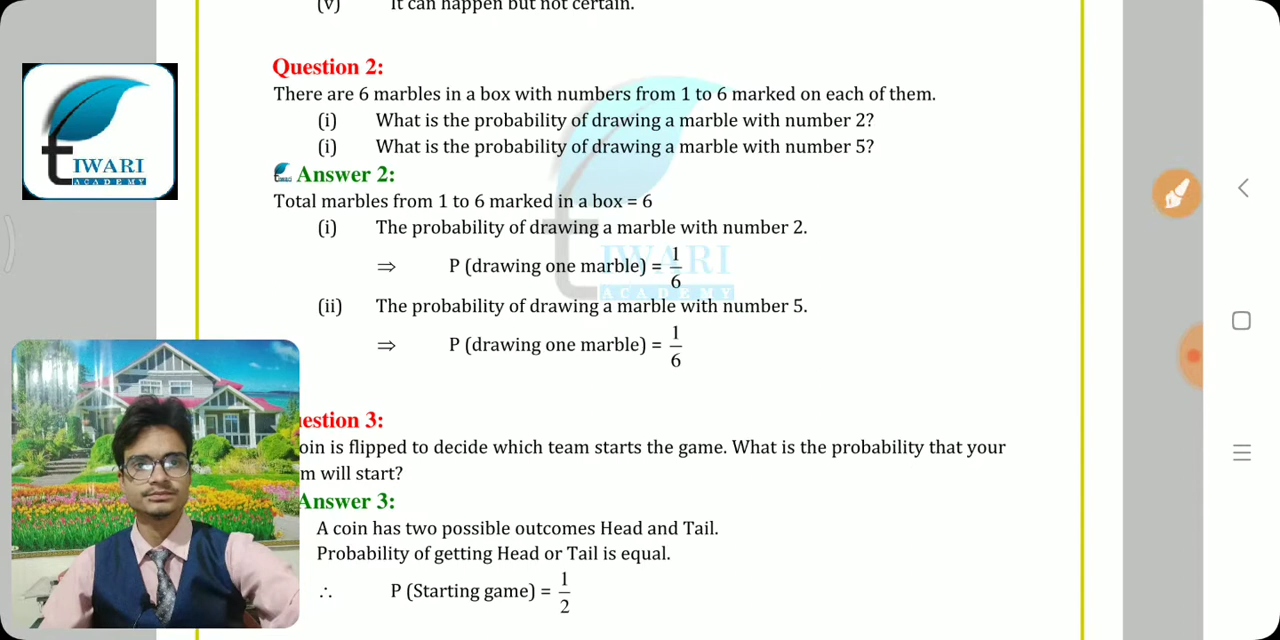 (v) It can happen but not certain.
Question 2:
There are 6 marbles in a box with numbers from 1 to 6 marked on each of them.
(i) What is the probability of drawing a marble with number 2?
(i) What is the probability of drawing a marble with number 5?
Answer 2:
Total marbles from 1 to 6 marked in a box = 6
(i) The probability of drawing a marble with number 2.
⇒ P (drawing one marble) = 1/6
(ii) The probability of drawing a marble with number 5.
⇒ P (drawing one marble) = 1/6
estion 3:
oin is flipped to decide which team starts the game. What is the probability that your
m will start?
Answer 3:
A coin has two possible outcomes Head and Tail.
Probability of getting Head or Tail is equal.
∴ P (Starting game) = 1/2
tIWARI
ACADEMY
tIWARI
ACADEMY